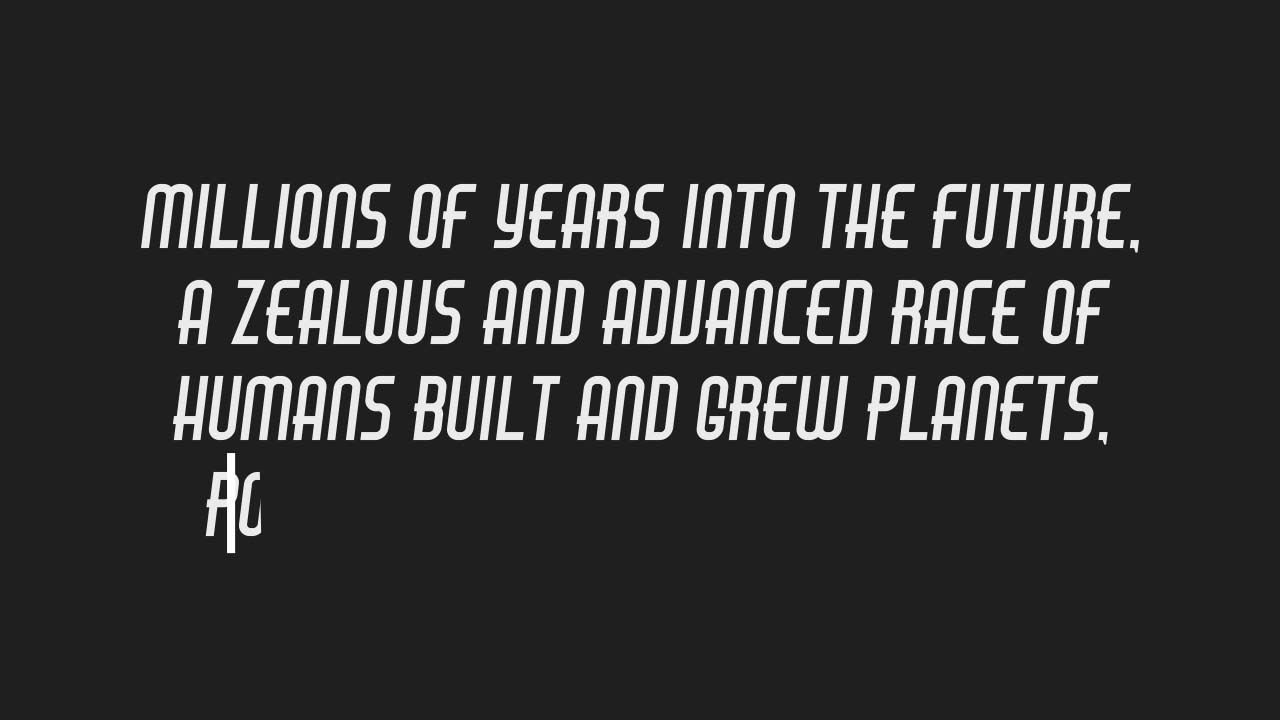 MILLIONS OF YEARS INTO THE FUTURE,
A ZEALOUS AND ADVANCED RACE OF
HUMANS BUILT AND GREW PLANETS,